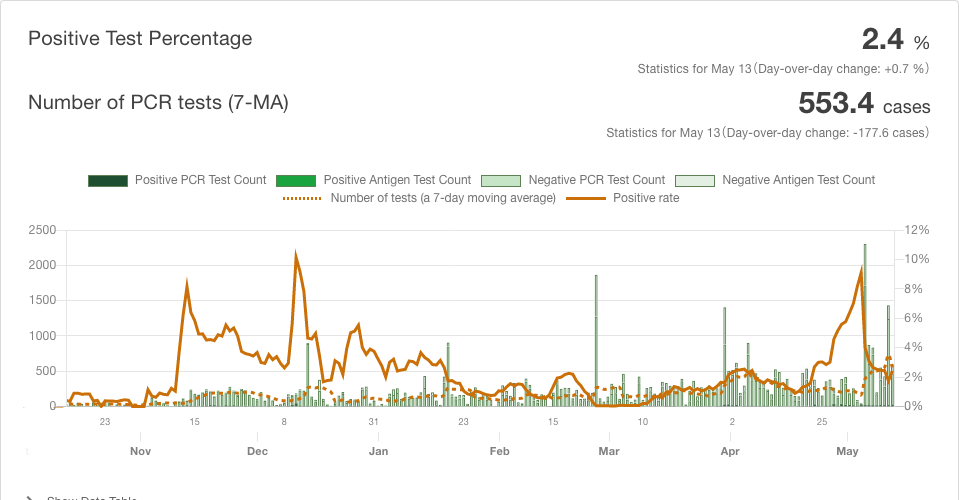 Positive Test Percentage
2.4 %
Statistics for May 13（Day-over-day change: +0.7 %）
Number of PCR tests (7-MA)
553.4 cases
Statistics for May 13（Day-over-day change: -177.6 cases）
Positive PCR Test Count Positive Antigen Test Count Negative PCR Test Count Negative Antigen Test Count
Number of tests (a 7-day moving average) Positive rate
2500 12%
2000 10%
1500 8%
1000 6%
500 4%
0 2%
0%
23 15 8 31 23 15 10 2 25
Nov Dec Jan Feb Mar Apr May
Show Data Table